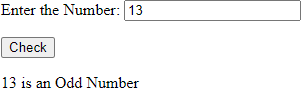 Enter the Number: 13
Check
13 is an Odd Number